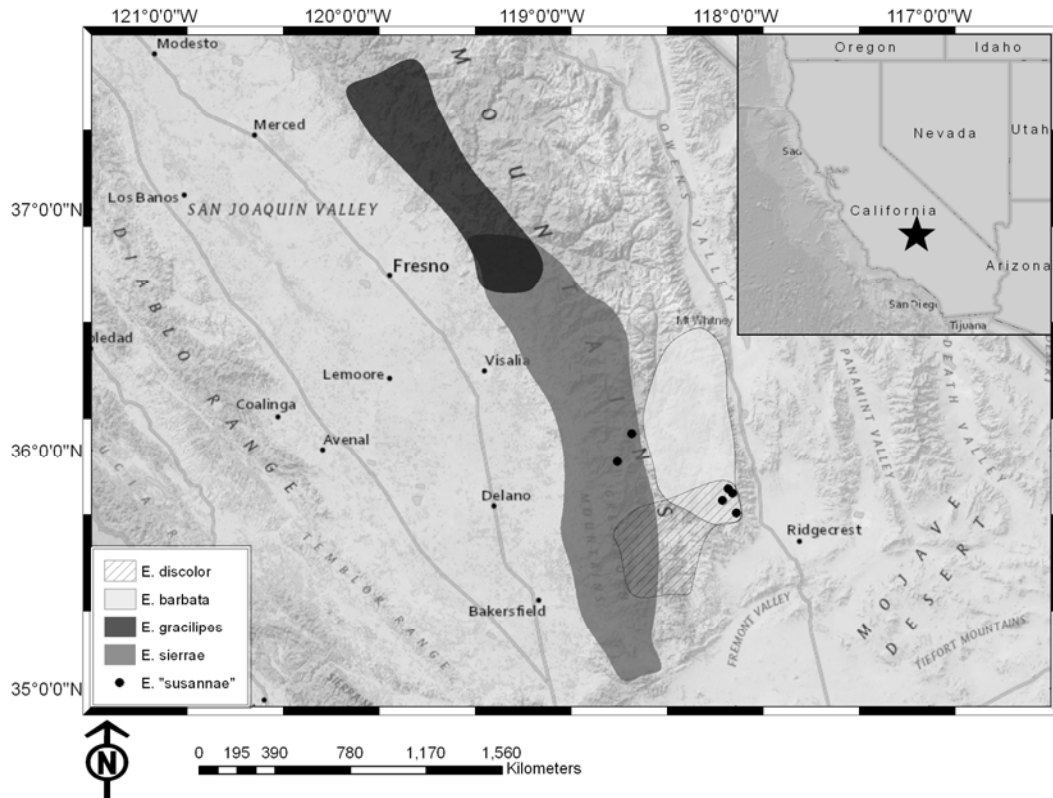 121°0'0"W
120°0'0"W
119°0'0"W
118°0'0"W
117°0'0"W
37°0'0"N
36°0'0"N
35°0'0"N
Modesto
Merced
Los Banos
SAN JOAQUIN VALLEY
Fresno
Visalia
Lemoore
Coalinga
Avenal
Delano
Bakersfield
Ridgecrest
Mt Whitney
oledad
DIABLO RANGE
TEMBLOR RANGE
MOUNTAINS
OWENS VALLEY
PANAMINT VALLEY
DEATH VALLEY
MOJAVE
DESERT
FREMONT VALLEY
TIEFORT MOUNTAINS
Oregon
Idaho
Nevada
Utah
California
Arizona
San Diego
Tijuana
E. discolor
E. barbata
E. gracilipes
E. sierrae
E. "susannae"
N
0 195 390 780 1,170 1,560
Kilometers